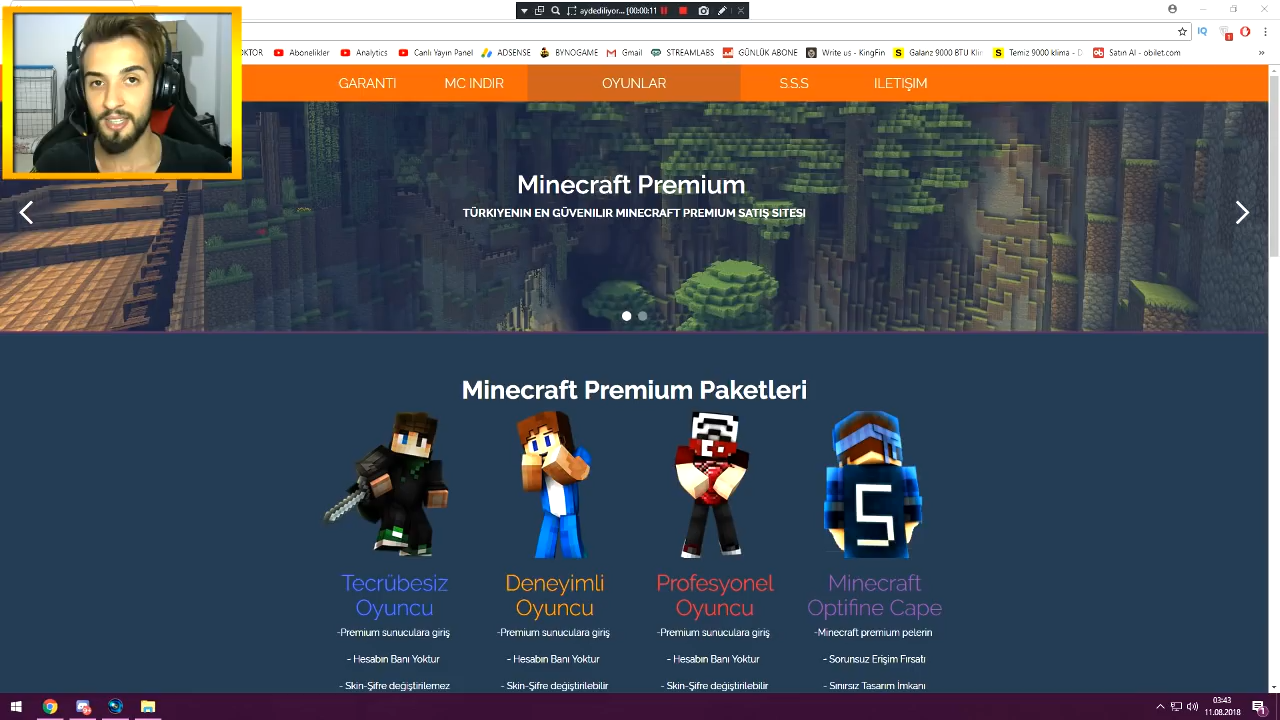 aydediliyor... [00:00:11]
OKTOR
Abonelikler
Analytics
Canlı Yayın Panel
ADSENSE
BYNOGAME
Gmail
STREAMLABS
GÜNLÜK ABONE
Write us - KingFin
Galanz 9000 BTU Klim
Temiz 9000 klima - D
Satın Al - obilet.com
GARANTI
MC INDIR
OYUNLAR
S.S.S
ILETIŞIM
Minecraft Premium
TÜRKIYENIN EN GÜVENILIR MINECRAFT PREMIUM SATIŞ SITESI
Minecraft Premium Paketleri
Tecrübesiz
Oyuncu
-Premium sunuculara giriş
- Hesabın Banı Yoktur
- Skin-Şifre değiştirilemez
Deneyimli
Oyuncu
-Premium sunuculara giriş
- Hesabın Banı Yoktur
- Skin-Şifre değiştirilebilir
Profesyonel
Oyuncu
-Premium sunuculara giriş
- Hesabın Banı Yoktur
- Skin-Şifre değiştirilebilir
Minecraft
Optifine Cape
-Minecraft premium pelerin
- Sorunsuz Erişim Fırsatı
- Sınırsız Tasarım İmkanı
03:43
11.08.2018